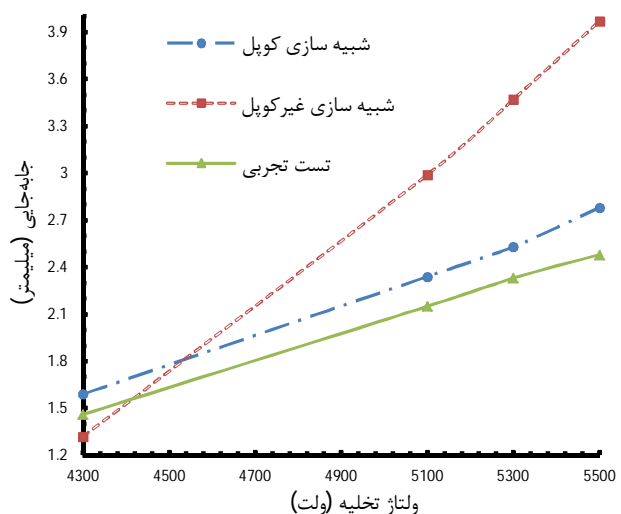 3.9
3.6
3.3
3
2.7
2.4
2.1
1.8
1.5
1.2
جابه‌جایی (میلیمتر)
شبیه سازی کوپل
شبیه سازی غیرکوپل
تست تجربی
4300 4500 4700 4900 5100 5300 5500
ولتاژ تخلیه (ولت)